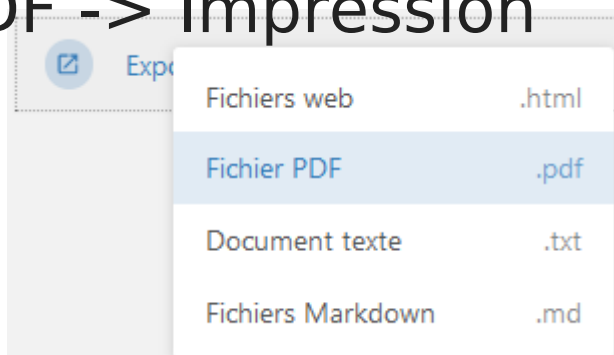 DF -> Impression
Expo
Fichiers web .html
Fichier PDF .pdf
Document texte .txt
Fichiers Markdown .md